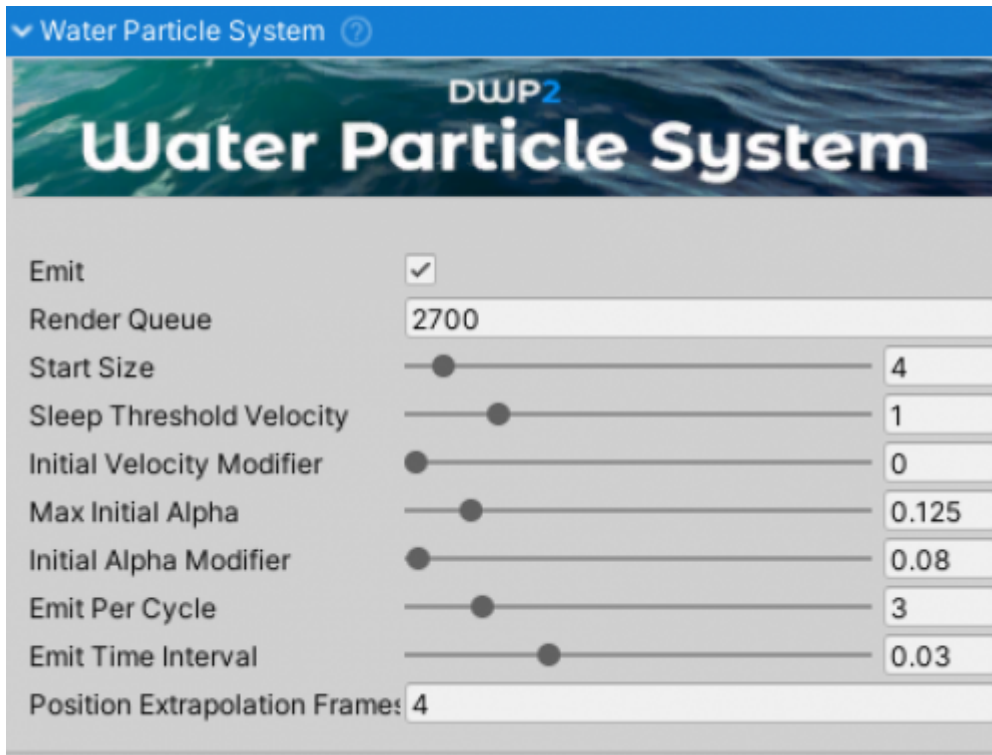 Water Particle System ?
DWP2
Water Particle System
Emit
Render Queue 2700
Start Size 4
Sleep Threshold Velocity 1
Initial Velocity Modifier 0
Max Initial Alpha 0.125
Initial Alpha Modifier 0.08
Emit Per Cycle 3
Emit Time Interval 0.03
Position Extrapolation Frames 4